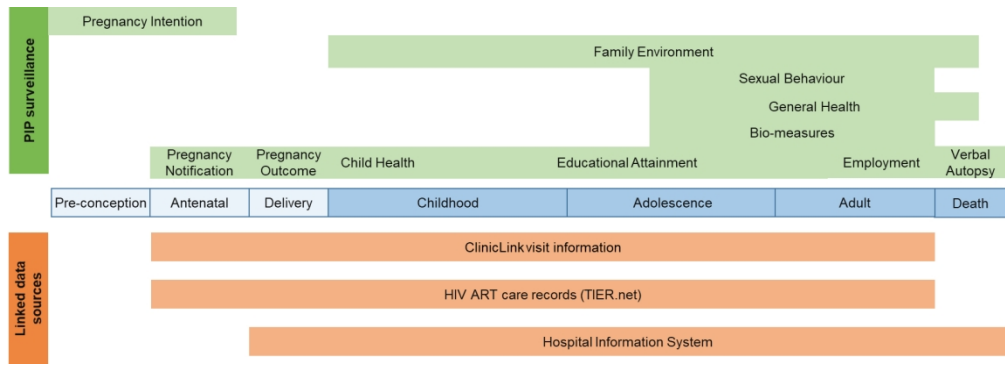 PIP surveillance
Pregnancy Intention
Family Environment
Sexual Behaviour
General Health
Bio-measures
Pregnancy
Notification
Pregnancy
Outcome
Child Health
Educational Attainment
Employment
Verbal
Autopsy
Pre-conception
Antenatal
Delivery
Childhood
Adolescence
Adult
Death
Linked data
sources
ClinicLink visit information
HIV ART care records (TIER.net)
Hospital Information System